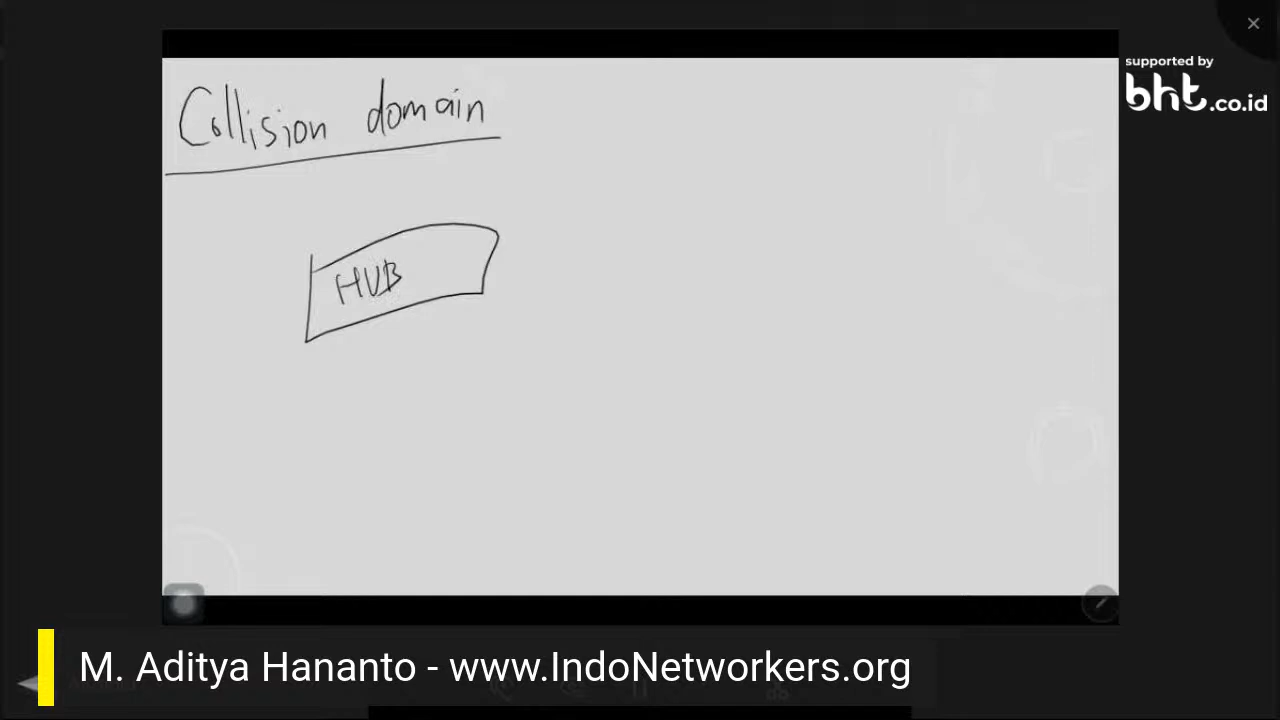 supported by
bht.co.id
Collision domain
HUB
M. Aditya Hananto - www.IndoNetworkers.org